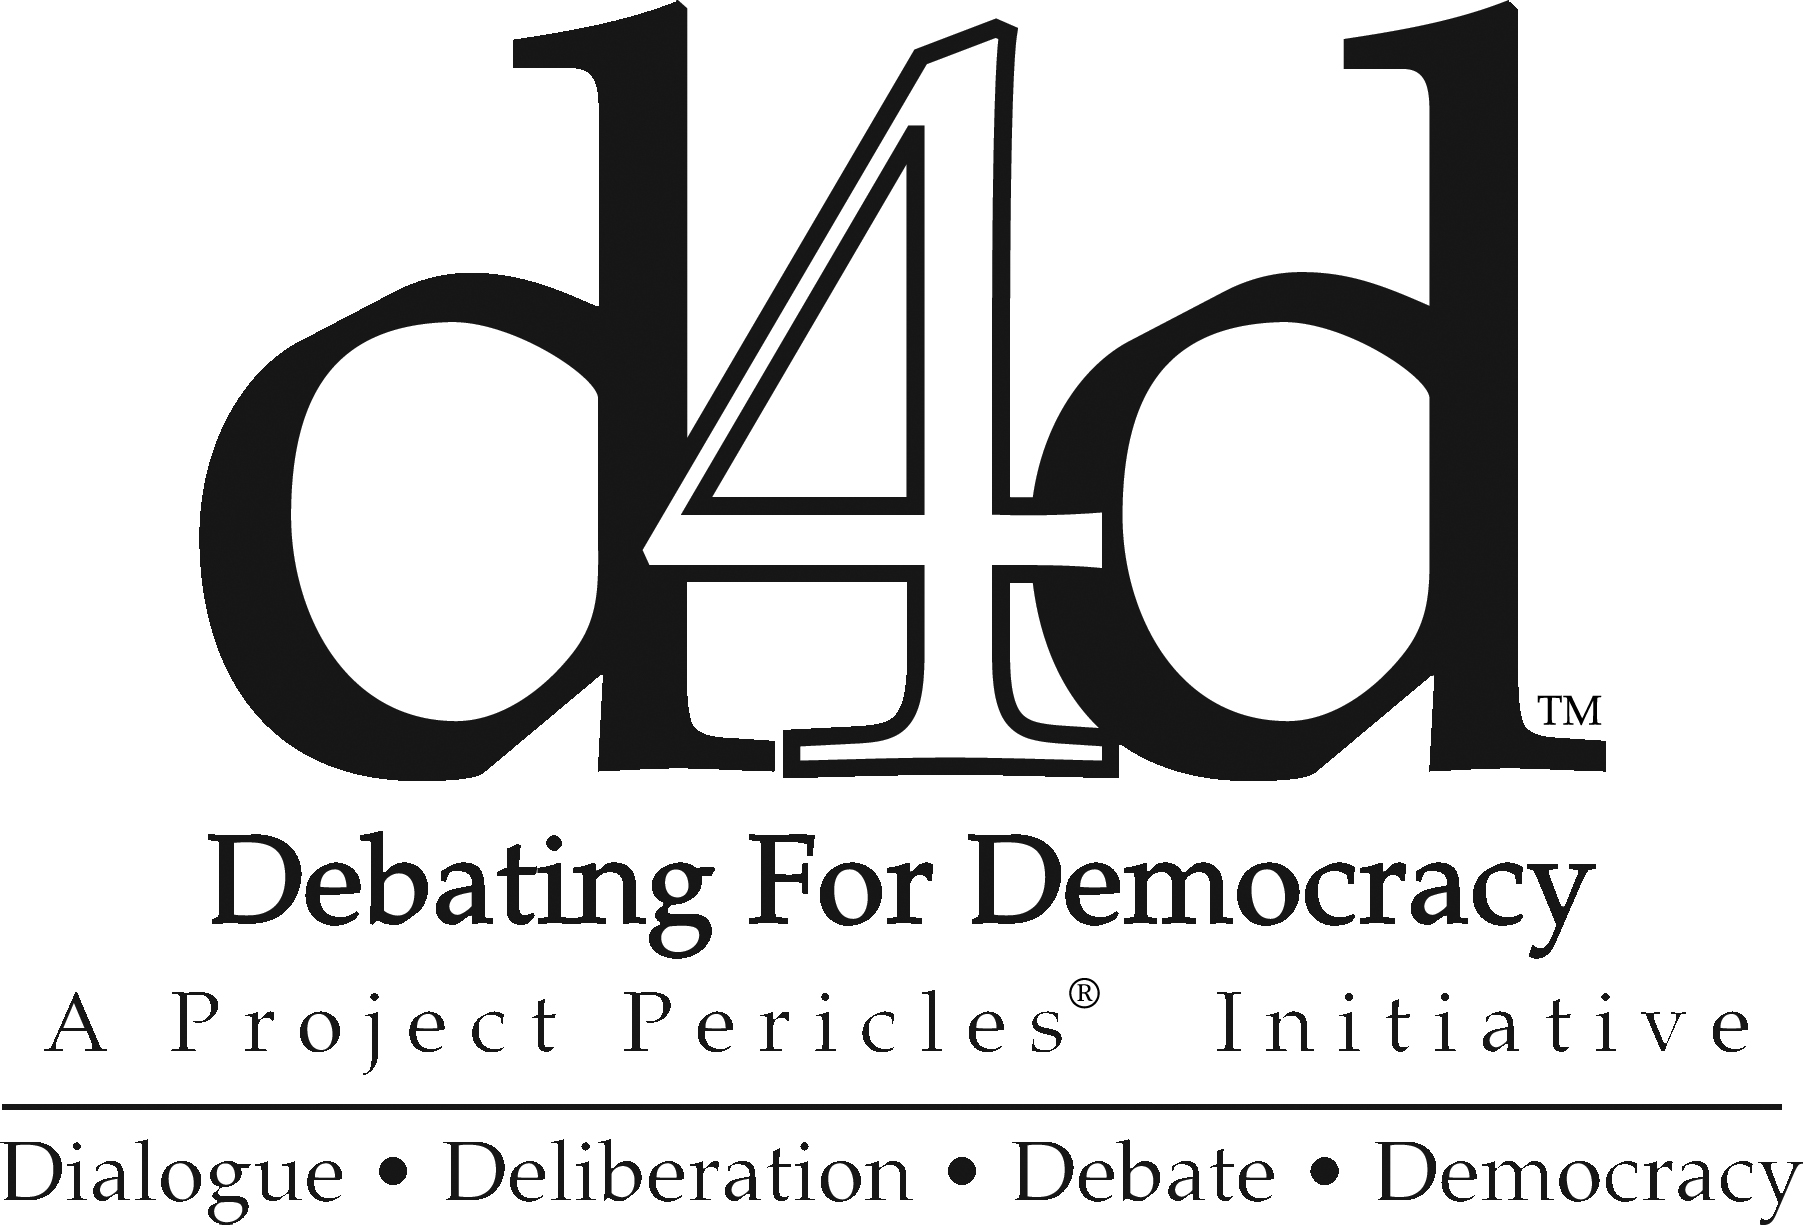 d4d™
Debating For Democracy
A Project Pericles® Initiative
Dialogue • Deliberation • Debate • Democracy